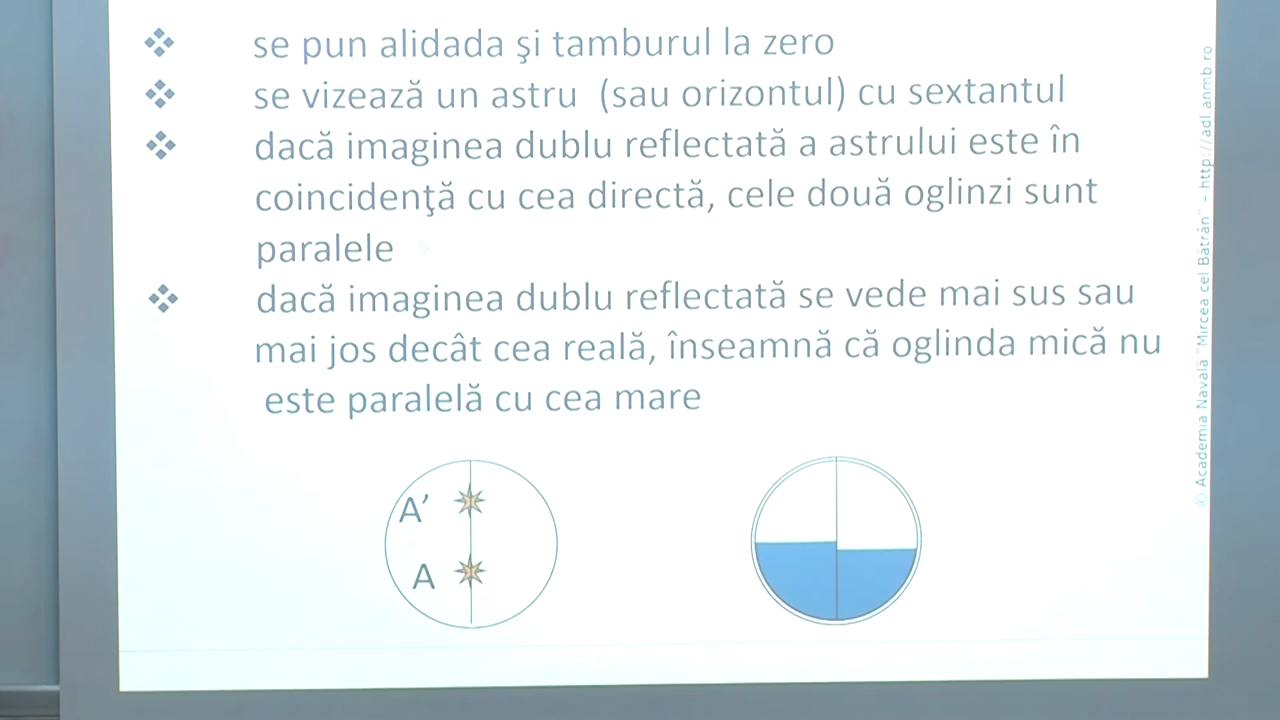 se pun alidada şi tamburul la zero
se vizează un astru (sau orizontul) cu sextantul
dacă imaginea dublu reflectată a astrului este în
coincidenţă cu cea directă, cele două oglinzi sunt
paralele
dacă imaginea dublu reflectată se vede mai sus sau
mai jos decât cea reală, înseamnă că oglinda mică nu
este paralelă cu cea mare
A’
A
© Academia Navală "Mircea cel Bătrân" - http://adl.anmb.ro